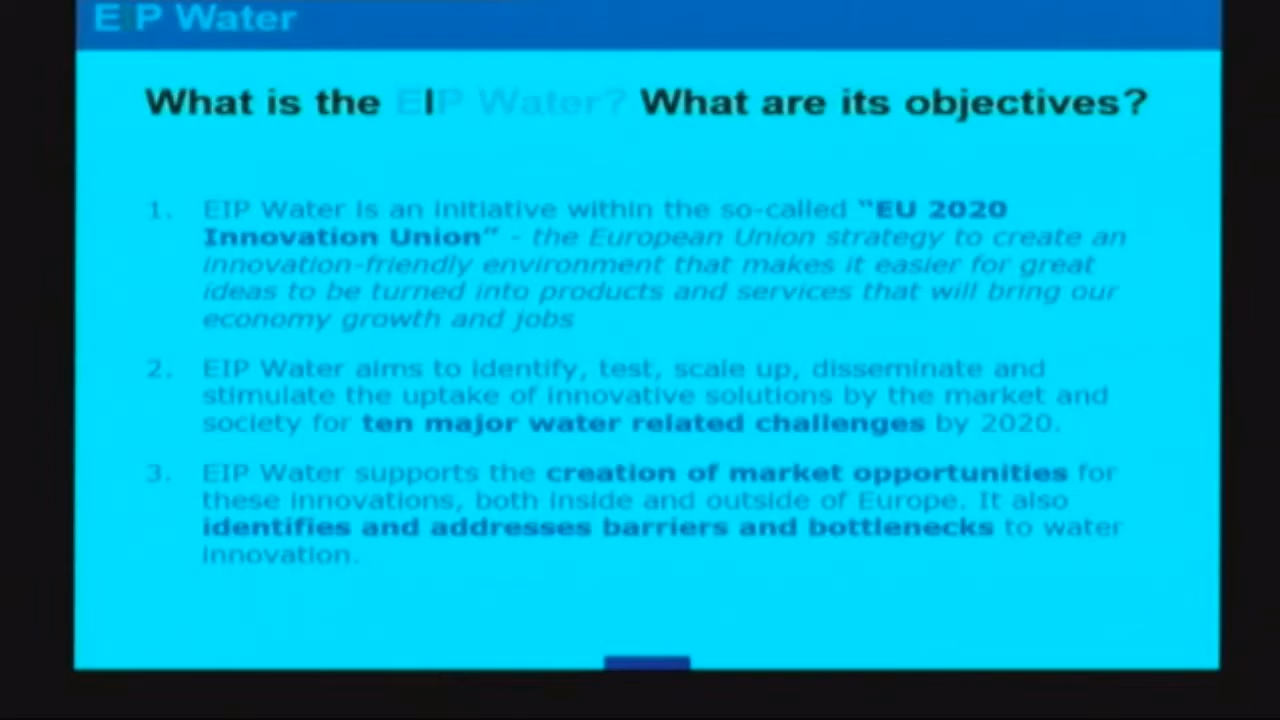 EIP Water
What is the EIP Water? What are its objectives?
1. EIP Water is an initiative within the so-called “EU 2020
Innovation Union” - the European Union strategy to create an
innovation-friendly environment that makes it easier for great
ideas to be turned into products and services that will bring our
economy growth and jobs
2. EIP Water aims to identify, test, scale up, disseminate and
stimulate the uptake of innovative solutions by the market and
society for ten major water related challenges by 2020.
3. EIP Water supports the creation of market opportunities for
these innovations, both inside and outside of Europe. It also
identifies and addresses barriers and bottlenecks to water
innovation.